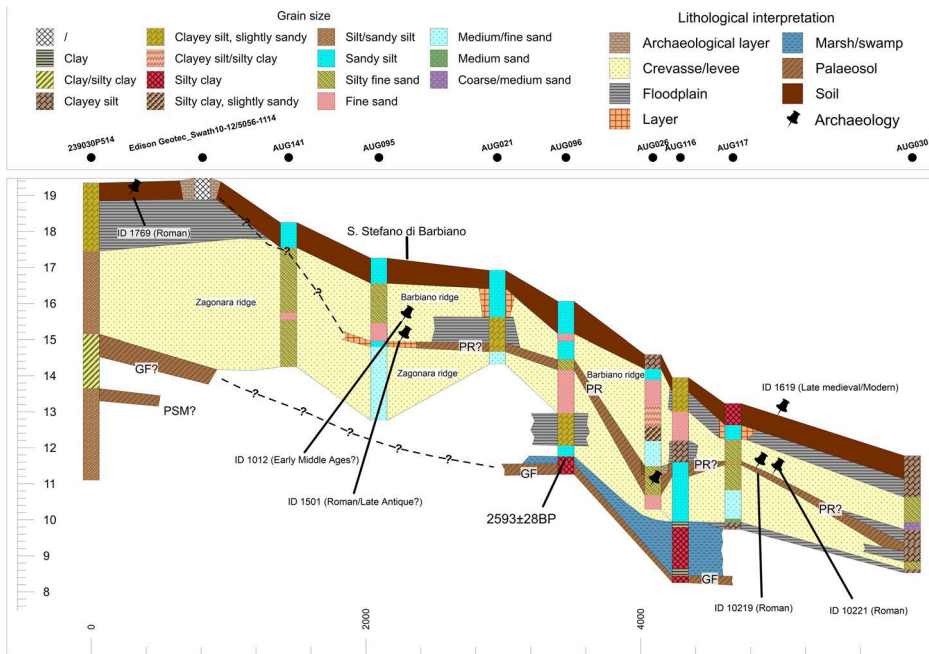 Grain size
/
Clay
Clay/silty clay
Clayey silt
Clayey silt, slightly sandy
Clayey silt/silty clay
Silty clay
Silty clay, slightly sandy
Silt/sandy silt
Sandy silt
Silty fine sand
Fine sand
Medium/fine sand
Medium sand
Coarse/medium sand
Lithological interpretation
Archaeological layer
Crevasse/levee
Floodplain
Layer
Marsh/swamp
Palaeosol
Soil
Archaeology
239030P514
Edison Geotec_Swath10-12/5056-1114
AUG141
AUG095
AUG021
AUG096
AUG026
AUG116
AUG117
AUG030
19
18
17
16
15
14
13
12
11
10
9
8
ID 1769 (Roman)
S. Stefano di Barbiano
Zagonara ridge
Barbiano ridge
Zagonara ridge
Barbiano ridge
?
?
?
PR?
PR
GF?
PSM?
?
?
?
?
ID 1619 (Late medieval/Modern)
ID 1012 (Early Middle Ages?)
ID 1501 (Roman/Late Antique?)
GF
2593±28BP
PR?
PR?
GF
ID 10219 (Roman)
ID 10221 (Roman)
0
2000
4000